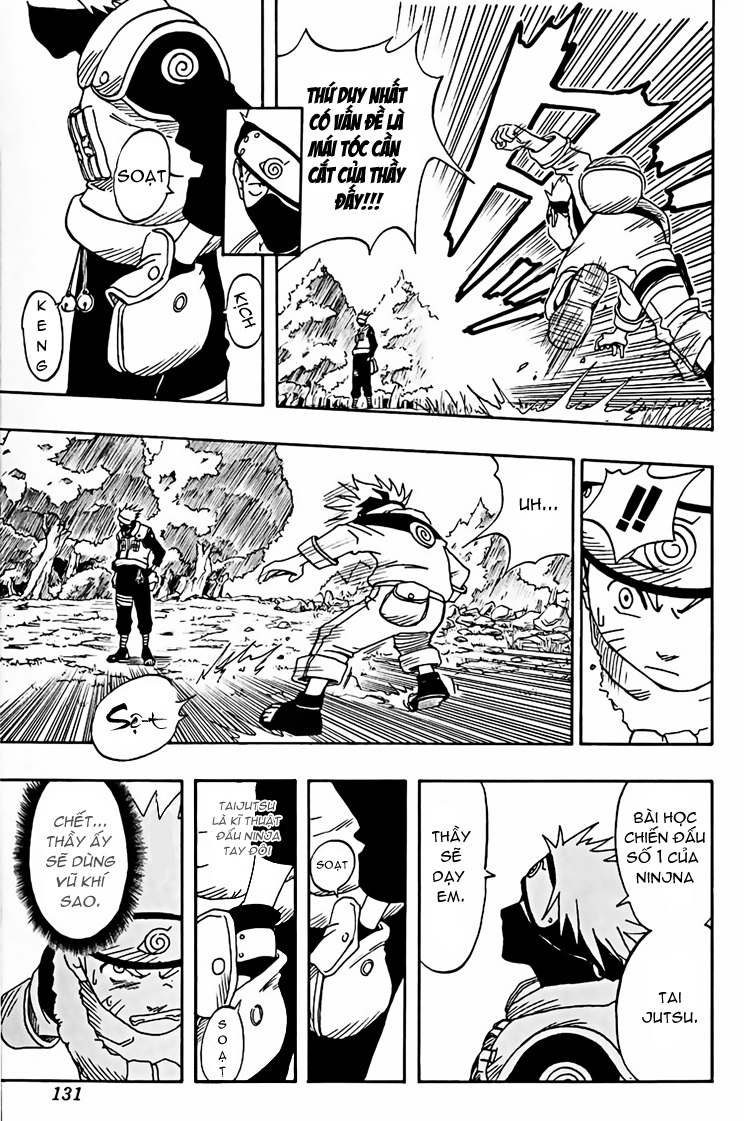 THỨ DUY NHẤT
CÓ VẤN ĐỀ LÀ
MÁI TÓC CẦN
CẮT CỦA THẦY
ĐẤY!!!
SOẠT
KỊCH
KENG
!!
UH...
Sột
BÀI HỌC
CHIẾN ĐẤU
SỐ 1 CỦA
NINJNA
TAI
JUTSU.
THẦY
SẼ
DẠY
EM.
SOẠT
TAIJUTSU
LÀ KĨ THUẬT
ĐẤU NINJA
TAY ĐÔI
SOẠT
CHẾT...
THẦY ẤY
SẼ DÙNG
VŨ KHÍ
SAO.
131